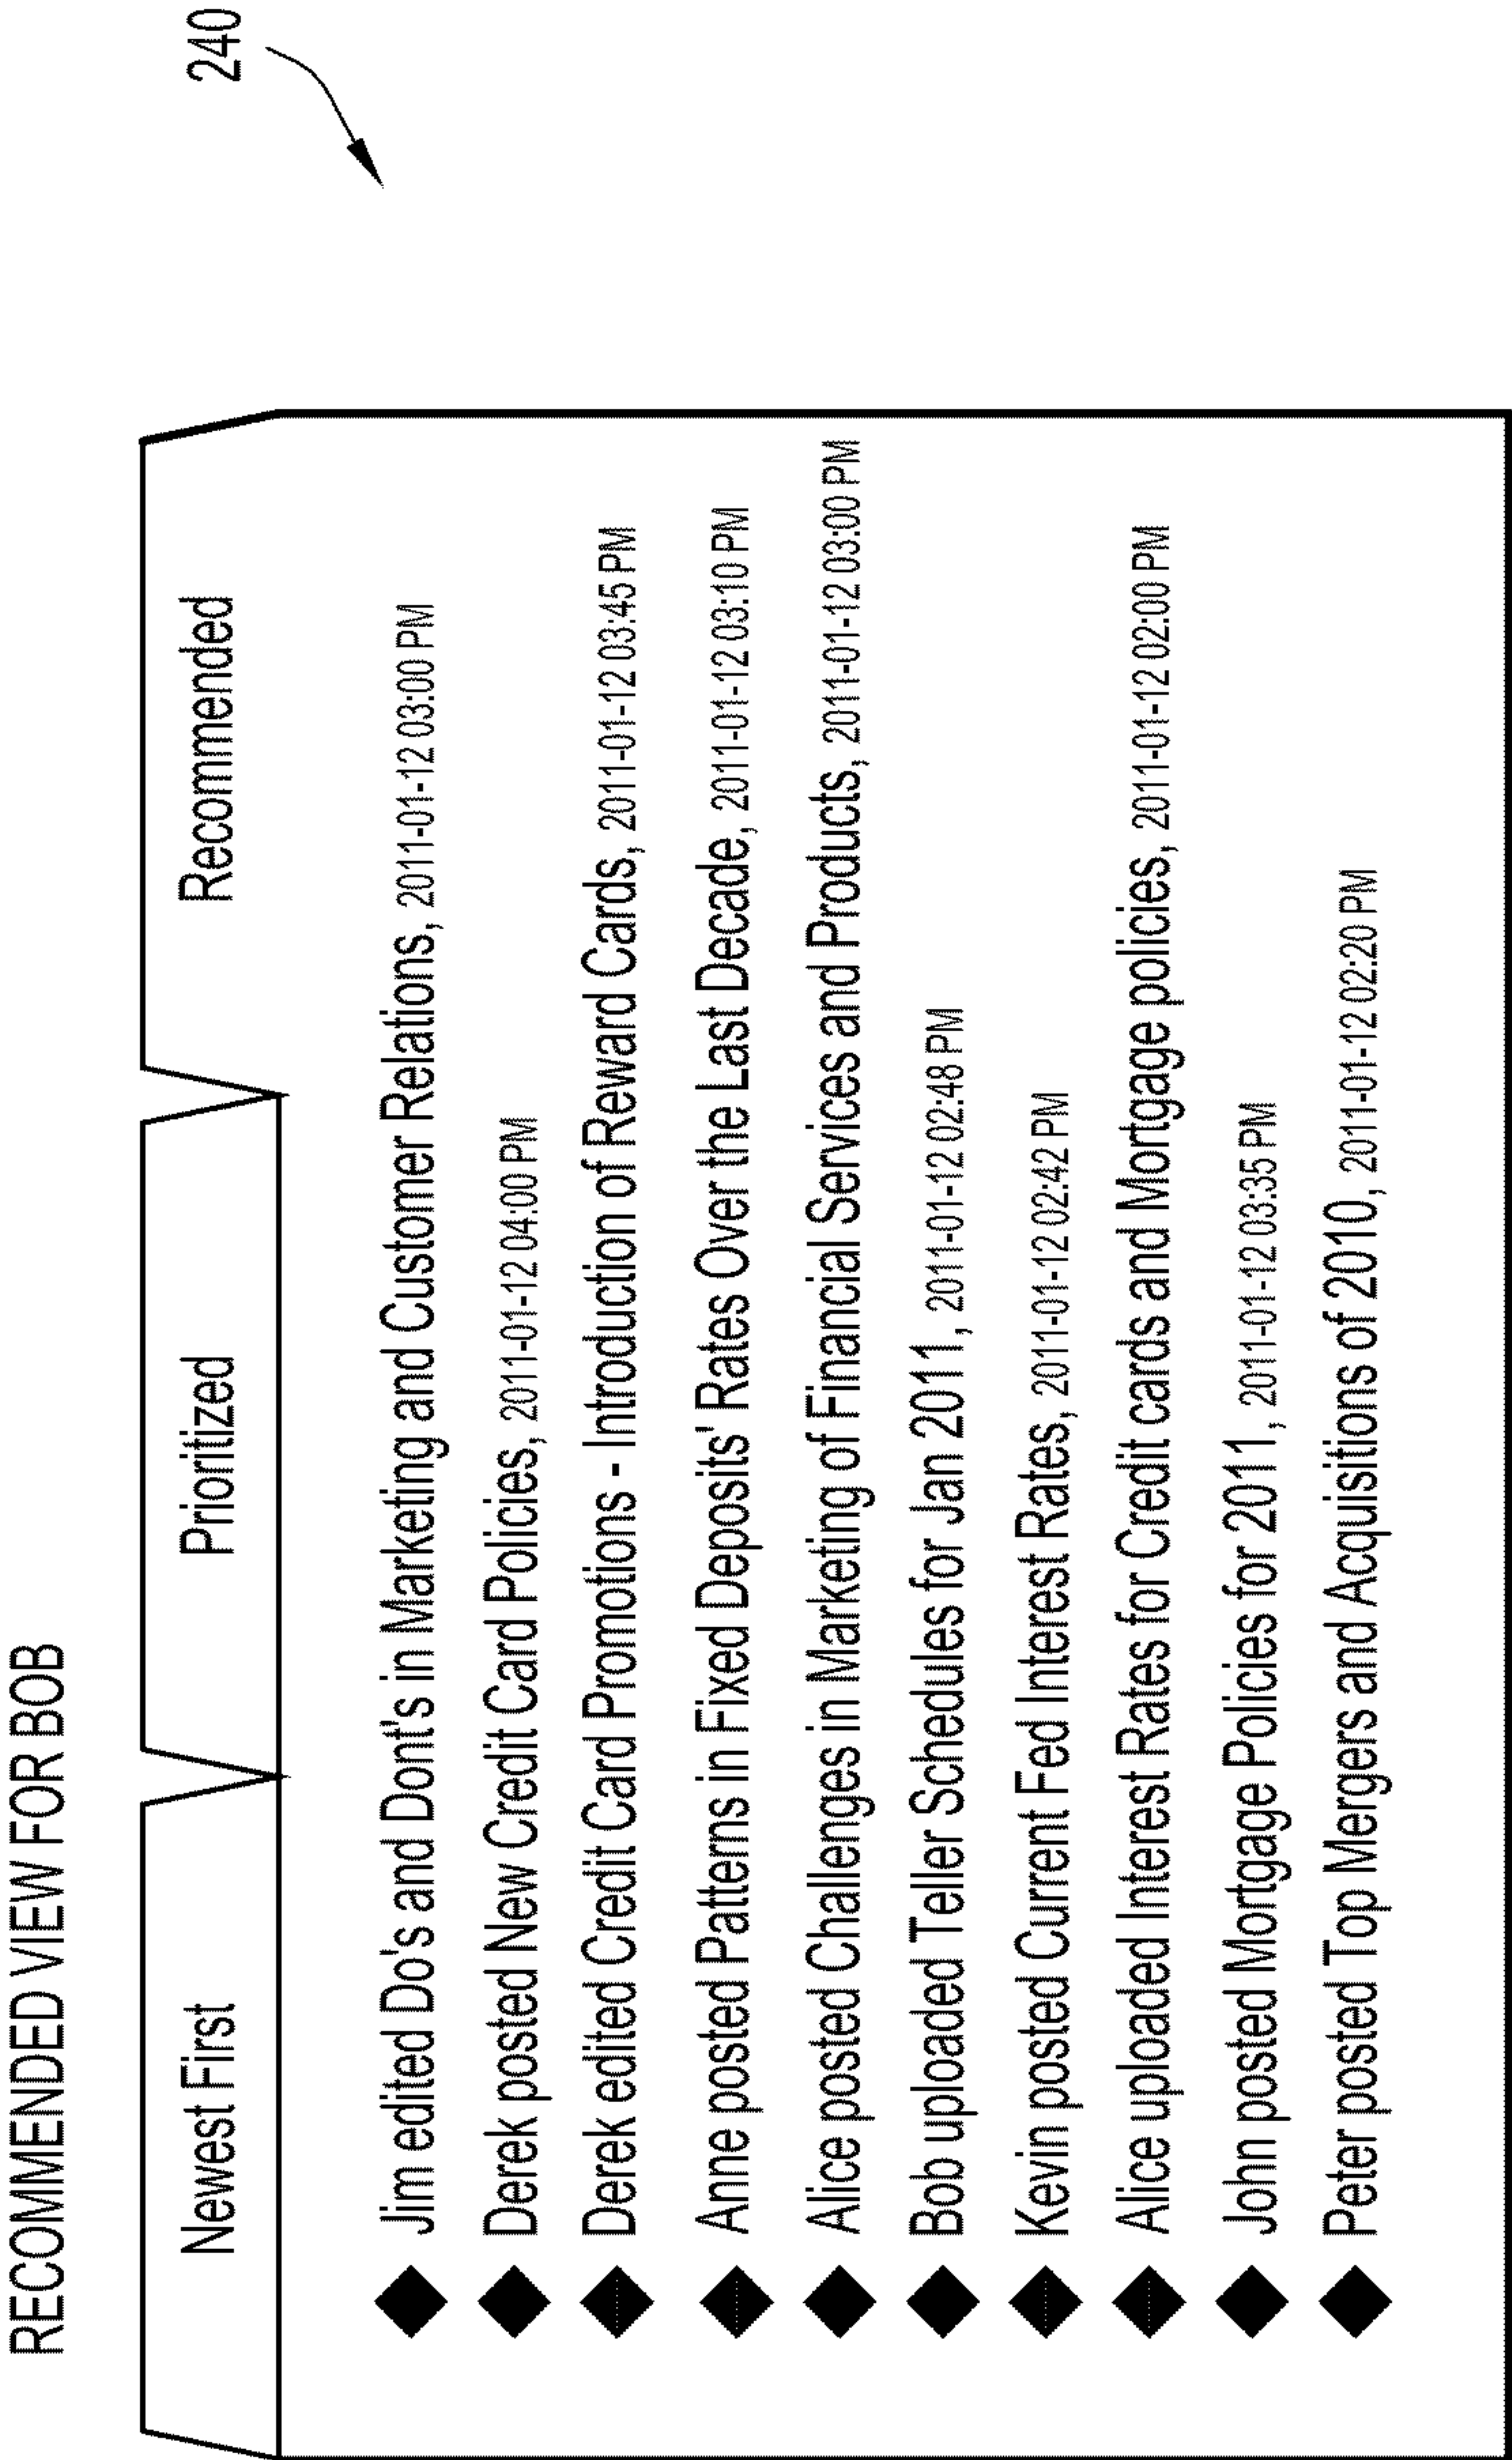 RECOMMENDED VIEW FOR BOB
240
Newest First Prioritized Recommended
Jim edited Do's and Dont's in Marketing and Customer Relations, 2011-01-12 03:00 PM
Derek posted New Credit Card Policies, 2011-01-12 04:00 PM
Derek edited Credit Card Promotions - Introduction of Reward Cards, 2011-01-12 03:45 PM
Anne posted Patterns in Fixed Deposits' Rates Over the Last Decade, 2011-01-12 03:10 PM
Alice posted Challenges in Marketing of Financial Services and Products, 2011-01-12 03:00 PM
Bob uploaded Teller Schedules for Jan 2011, 2011-01-12 02:48 PM
Kevin posted Current Fed Interest Rates, 2011-01-12 02:42 PM
Alice uploaded Interest Rates for Credit cards and Mortgage policies, 2011-01-12 02:00 PM
John posted Mortgage Policies for 2011, 2011-01-12 03:35 PM
Peter posted Top Mergers and Acquisitions of 2010, 2011-01-12 02:20 PM